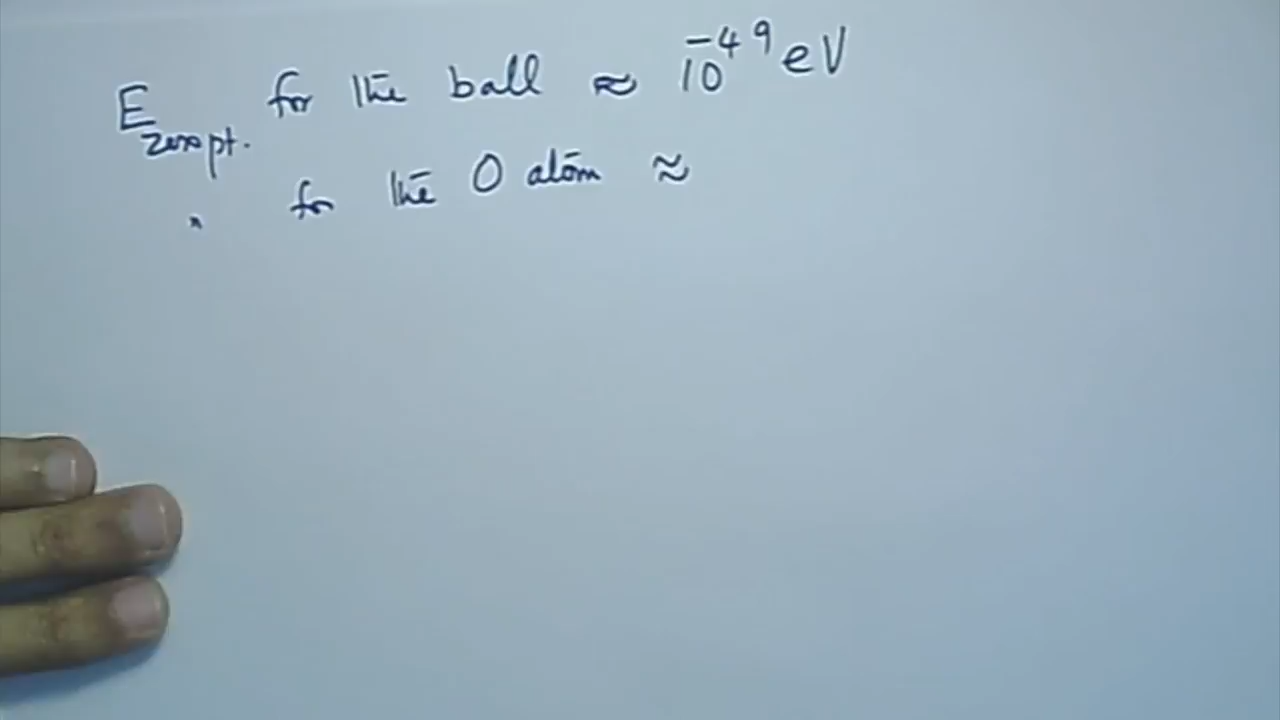 E zero pt. for the ball ≈ 10⁻⁴⁹ eV
" for the O atom ≈